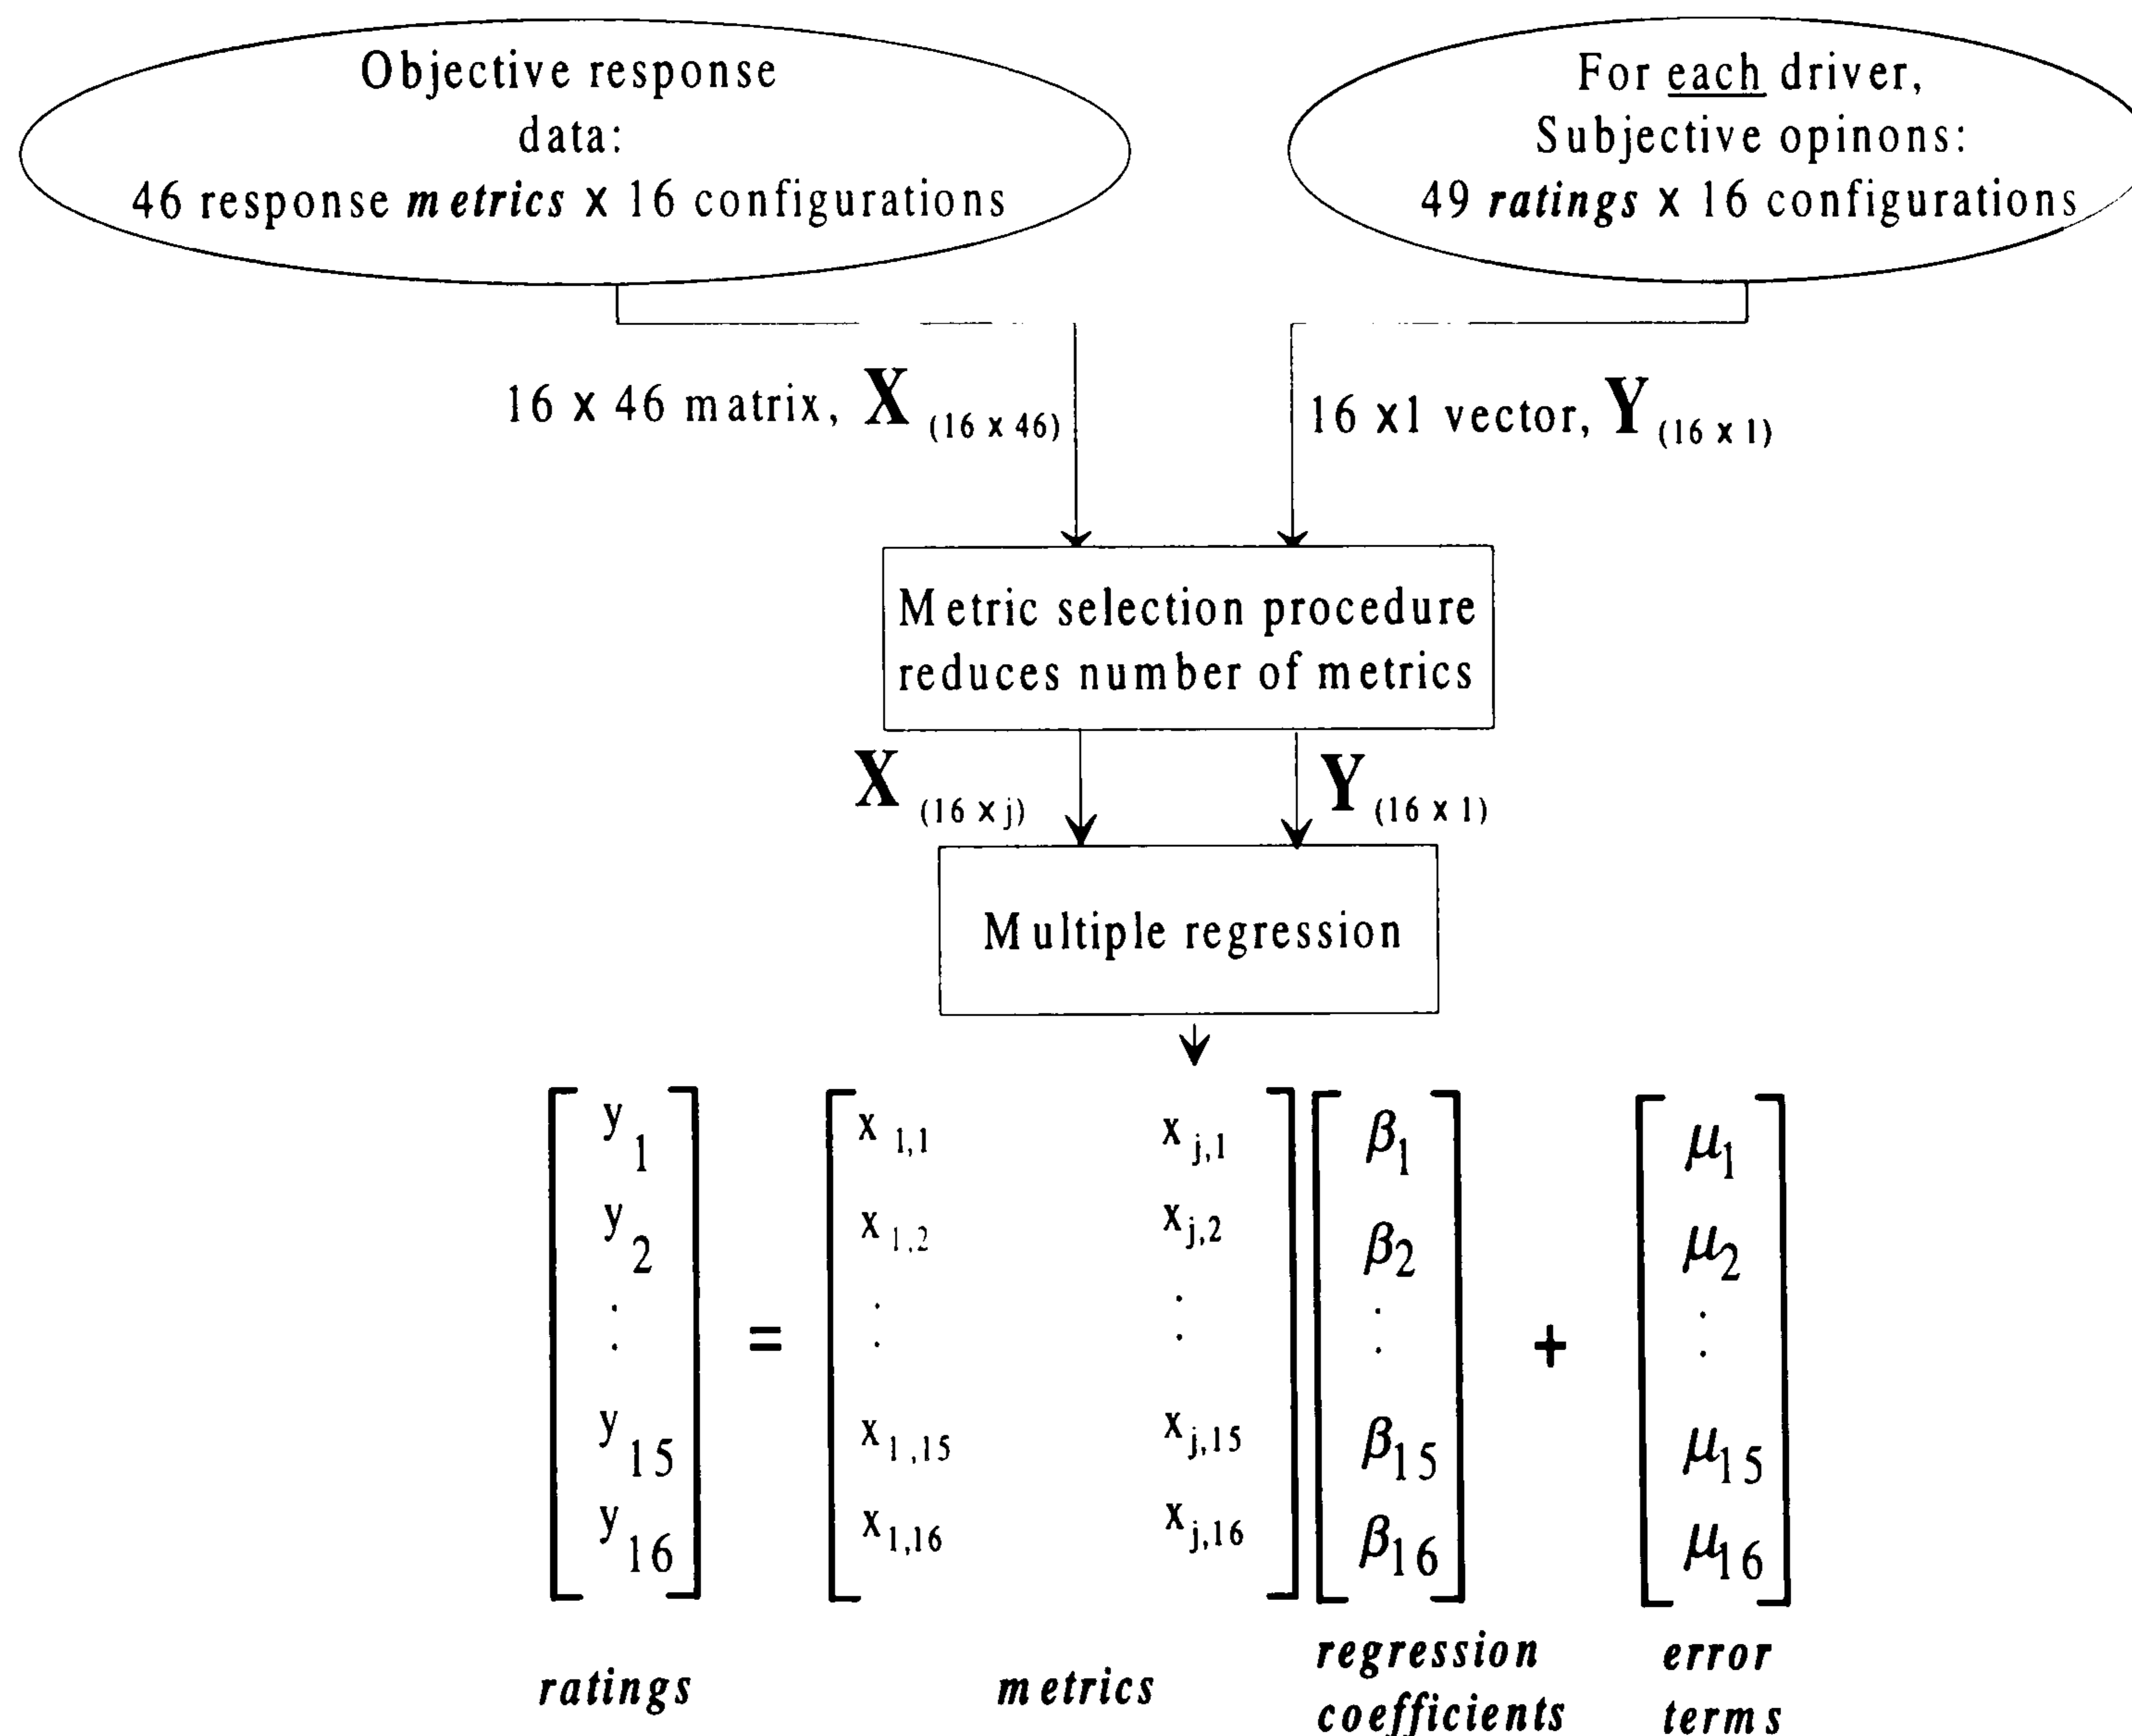 Objective response
data:
46 response metrics x 16 configurations
For each driver,
Subjective opinons:
49 ratings x 16 configurations
16 x 46 matrix, X (16 x 46)
16 x1 vector, Y (16 x 1)
Metric selection procedure
reduces number of metrics
X (16 x j)
Y (16 x 1)
Multiple regression
y 1 x 1,1 x j,1 β1 μ1
y 2 x 1,2 x j,2 β2 μ2
: : : : :
= +
y 15 x 1,15 x j,15 β15 μ15
y 16 x 1,16 x j,16 β16 μ16
ratings
metrics
regression
coefficients
error
terms